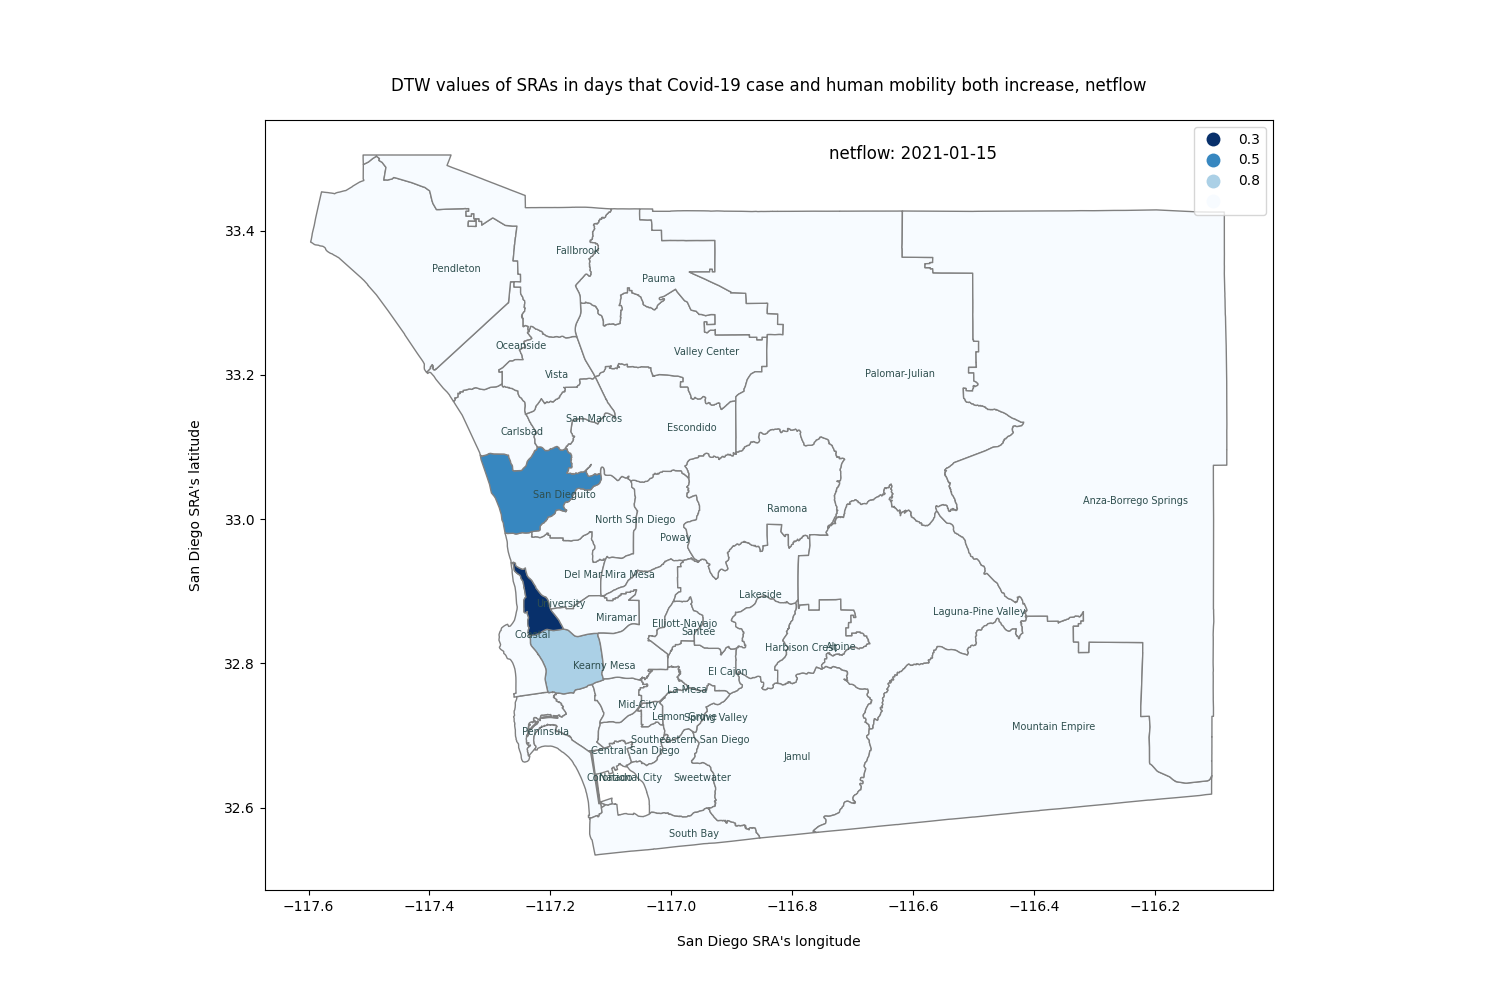 DTW values of SRAs in days that Covid-19 case and human mobility both increase, netflow
netflow: 2021-01-15
0.3
0.5
0.8
33.4
33.2
33.0
32.8
32.6
San Diego SRA's latitude
Fallbrook
Pendleton
Pauma
Oceanside
Valley Center
Vista
Palomar-Julian
San Marcos
Carlsbad
Escondido
San Dieguito
Anza-Borrego Springs
Ramona
North San Diego
Poway
Del Mar-Mira Mesa
Lakeside
University
Laguna-Pine Valley
Miramar
Elliott-Navajo
Santee
Coastal
Harbison Crest
Alpine
Kearny Mesa
El Cajon
La Mesa
Mid-City
Lemon Grove
Spring Valley
Mountain Empire
Peninsula
Southeastern San Diego
Central San Diego
Jamul
Coronado
National City
Sweetwater
South Bay
−117.6
−117.4
−117.2
−117.0
−116.8
−116.6
−116.4
−116.2
San Diego SRA's longitude